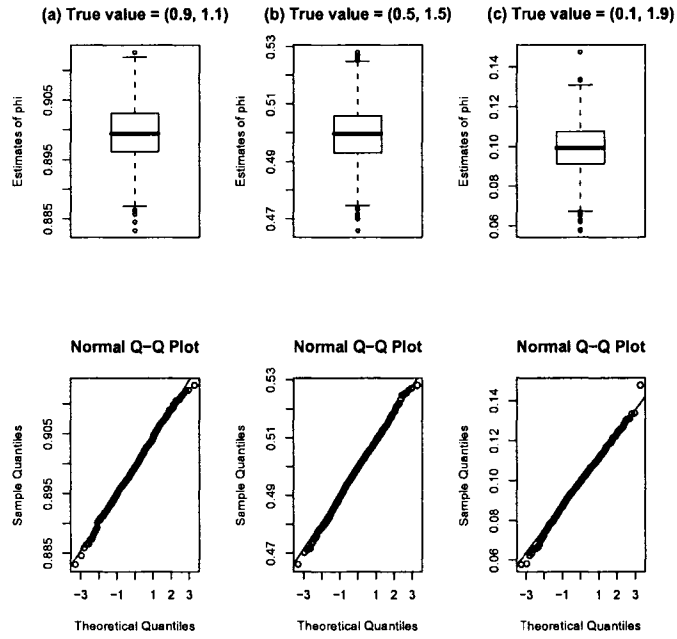 (a) True value = (0.9, 1.1)
Estimates of phi
0.885
0.895
0.905
(b) True value = (0.5, 1.5)
Estimates of phi
0.47
0.49
0.51
0.53
(c) True value = (0.1, 1.9)
Estimates of phi
0.06
0.08
0.10
0.12
0.14
Normal Q−Q Plot
Sample Quantiles
0.885
0.895
0.905
−3 −1 1 2 3
Theoretical Quantiles
Normal Q−Q Plot
Sample Quantiles
0.47
0.49
0.51
0.53
−3 −1 1 2 3
Theoretical Quantiles
Normal Q−Q Plot
Sample Quantiles
0.06
0.08
0.10
0.12
0.14
−3 −1 1 2 3
Theoretical Quantiles